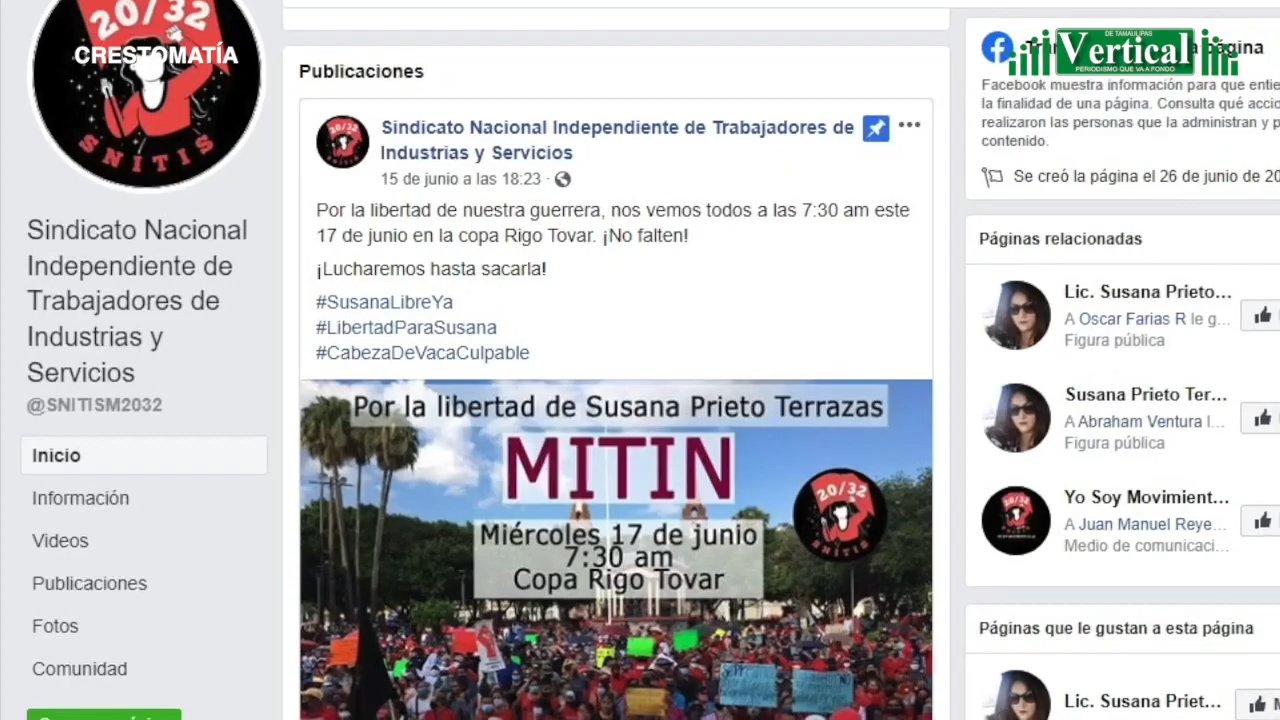 20/32
CRESTOMATÍA
SNITIS
Sindicato Nacional
Independiente de
Trabajadores de
Industrias y
Servicios
@SNITISM2032
Inicio
Información
Videos
Publicaciones
Fotos
Comunidad
Publicaciones
Sindicato Nacional Independiente de Trabajadores de
Industrias y Servicios
15 de junio a las 18:23 ·
Por la libertad de nuestra guerrera, nos vemos todos a las 7:30 am este
17 de junio en la copa Rigo Tovar. ¡No falten!
¡Lucharemos hasta sacarla!
#SusanaLibreYa
#LibertadParaSusana
#CabezaDeVacaCulpable
Por la libertad de Susana Prieto Terrazas
MITIN
Miércoles 17 de junio
7:30 am
Copa Rigo Tovar
20/32
SNITIS
DE TAMAULIPAS
Vertical
PERIODISMO QUE VA A FONDO
página
Facebook muestra información para que entie
la finalidad de una página. Consulta qué accio
realizaron las personas que la administran y p
contenido.
Se creó la página el 26 de junio de 20
Páginas relacionadas
Lic. Susana Prieto...
A Oscar Farias R le g...
Figura pública
Susana Prieto Ter...
A Abraham Ventura l...
Figura pública
Yo Soy Movimient...
A Juan Manuel Reye...
Medio de comunicaci...
Páginas que le gustan a esta página
Lic. Susana Priet...